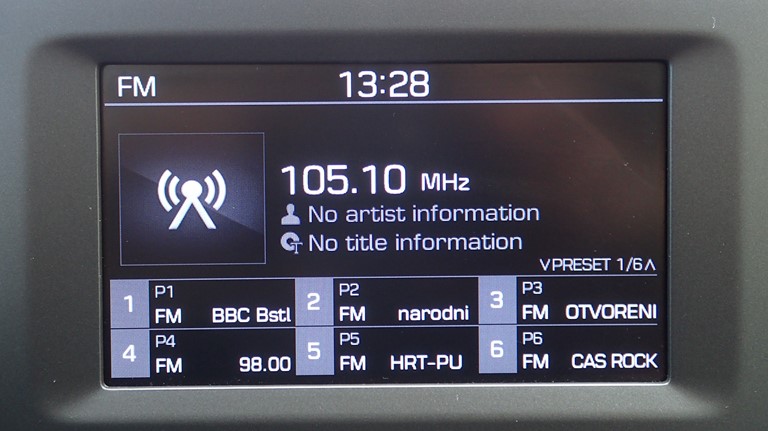 FM 13:28
105.10 MHz
No artist information
No title information
∨PRESET 1/6∧
1 P1 FM BBC Bstl 2 P2 FM narodni 3 P3 FM OTVORENI
4 P4 FM 98.00 5 P5 FM HRT-PU 6 P6 FM CAS ROCK